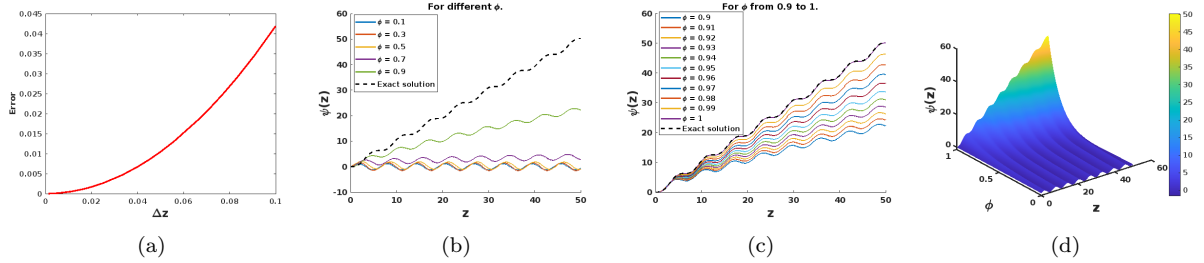 0.045
0.04
0.035
0.03
0.025
0.02
0.015
0.01
0.005
0
Error
0
0.02
0.04
0.06
0.08
0.1
Δz
(a)
For different ϕ.
60
50
40
30
20
10
0
-10
ψ(z)
ϕ = 0.1
ϕ = 0.3
ϕ = 0.5
ϕ = 0.7
ϕ = 0.9
Exact solution
0
10
20
30
40
50
z
(b)
For ϕ from 0.9 to 1.
60
50
40
30
20
10
0
ψ(z)
ϕ = 0.9
ϕ = 0.91
ϕ = 0.92
ϕ = 0.93
ϕ = 0.94
ϕ = 0.95
ϕ = 0.96
ϕ = 0.97
ϕ = 0.98
ϕ = 0.99
ϕ = 1
Exact solution
0
10
20
30
40
50
z
(c)
60
40
20
0
ψ(z)
1
0.5
0
ϕ
0
20
40
60
z
50
45
40
35
30
25
20
15
10
5
0
(d)